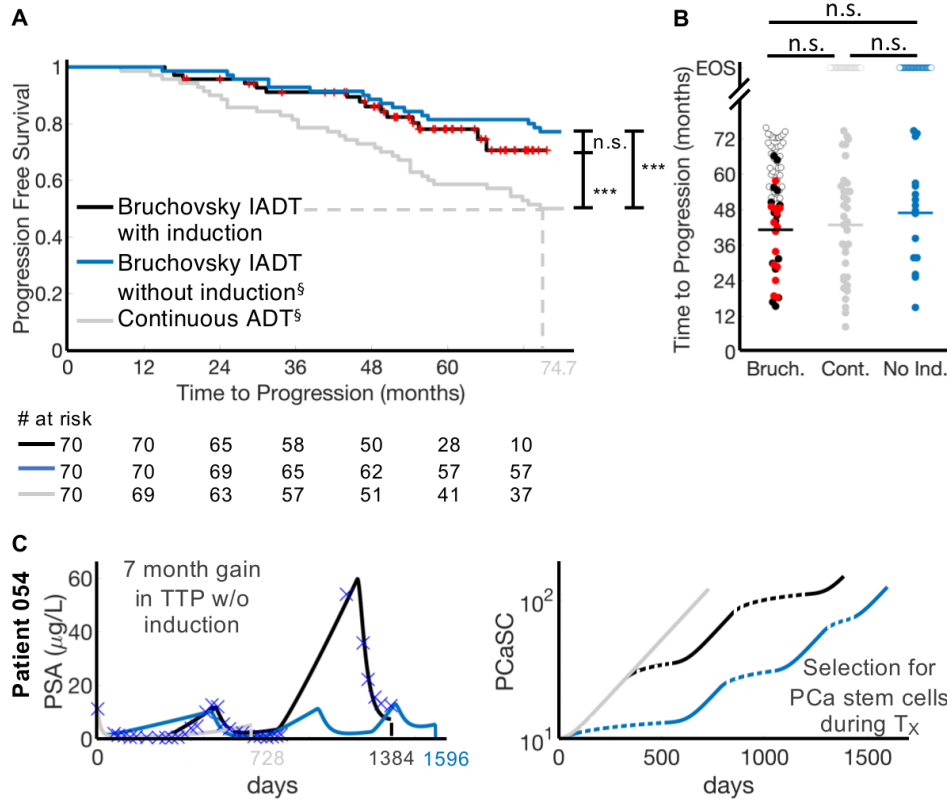 A
Progression Free Survival
1
0.8
0.6
0.4
0.2
0
Bruchovsky IADT
with induction
Bruchovsky IADT
without induction§
Continuous ADT§
n.s.
***
***
0 12 24 36 48 60 74.7
Time to Progression (months)
# at risk
70 70 65 58 50 28 10
70 70 69 65 62 57 57
70 69 63 57 51 41 37
B
n.s.
n.s. n.s.
Time to Progression (months)
EOS
72
60
48
36
24
12
0
Bruch. Cont. No Ind.
C
Patient 054
PSA (µg/L)
60
40
20
0
7 month gain
in TTP w/o
induction
0 728 1384 1596
days
PCaSC
10²
10¹
Selection for
PCa stem cells
during Tx
0 500 1000 1500
days